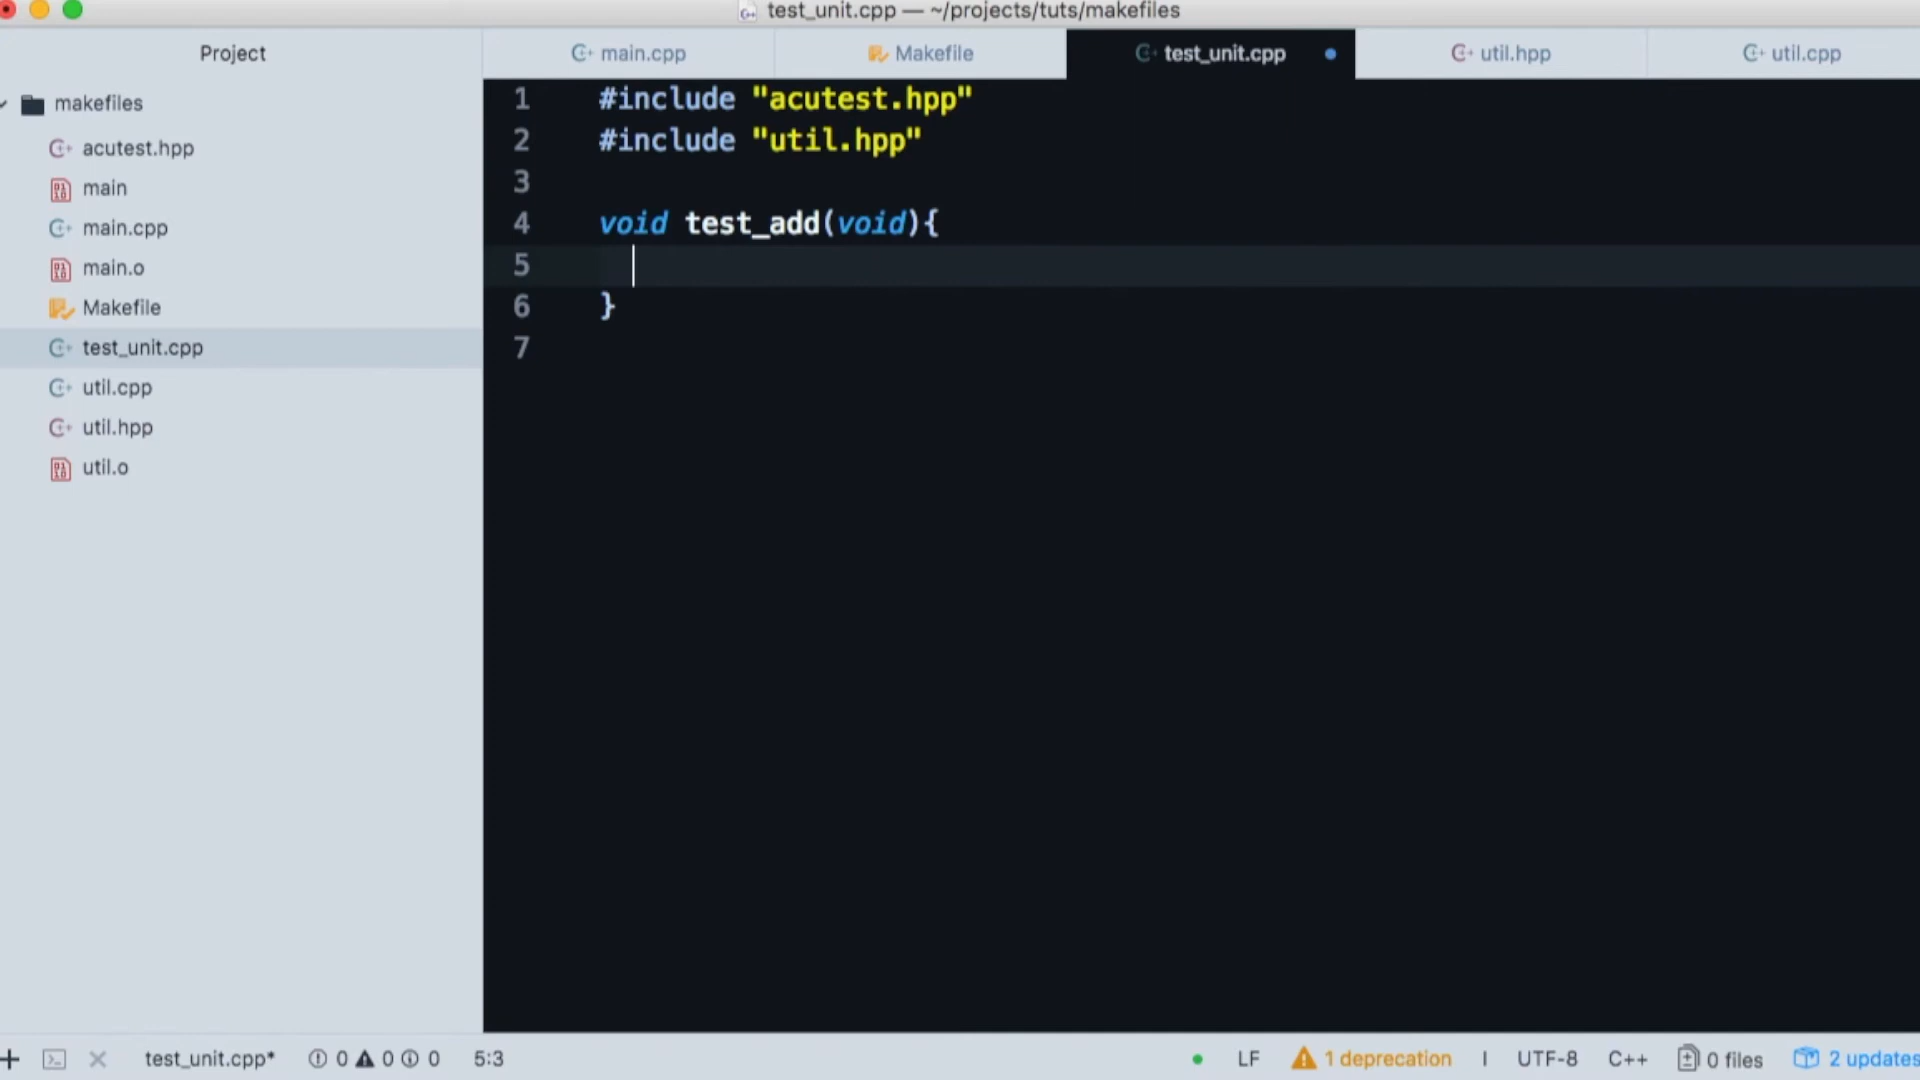 test_unit.cpp — ~/projects/tuts/makefiles
Project
main.cpp
Makefile
test_unit.cpp
util.hpp
util.cpp
makefiles
acutest.hpp
main
main.cpp
main.o
Makefile
test_unit.cpp
util.cpp
util.hpp
util.o
1 #include "acutest.hpp"
2 #include "util.hpp"
3
4 void test_add(void){
5
6 }
7
test_unit.cpp* 0 0 0 5:3
LF 1 deprecation UTF-8 C++ 0 files 2 updates